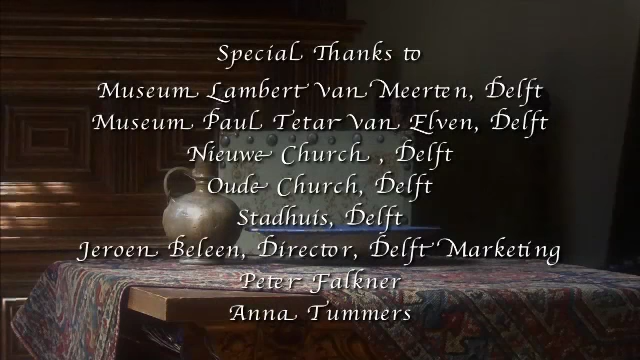 Special Thanks to
Museum Lambert Van Meerten, Delft
Museum Paul Tetar Van Elven, Delft
Nieuwe Church , Delft
Oude Church, Delft
Stadhuis, Delft
Jeroen Beleen, Director, Delft Marketing
Peter Falkner
Anna Tummers